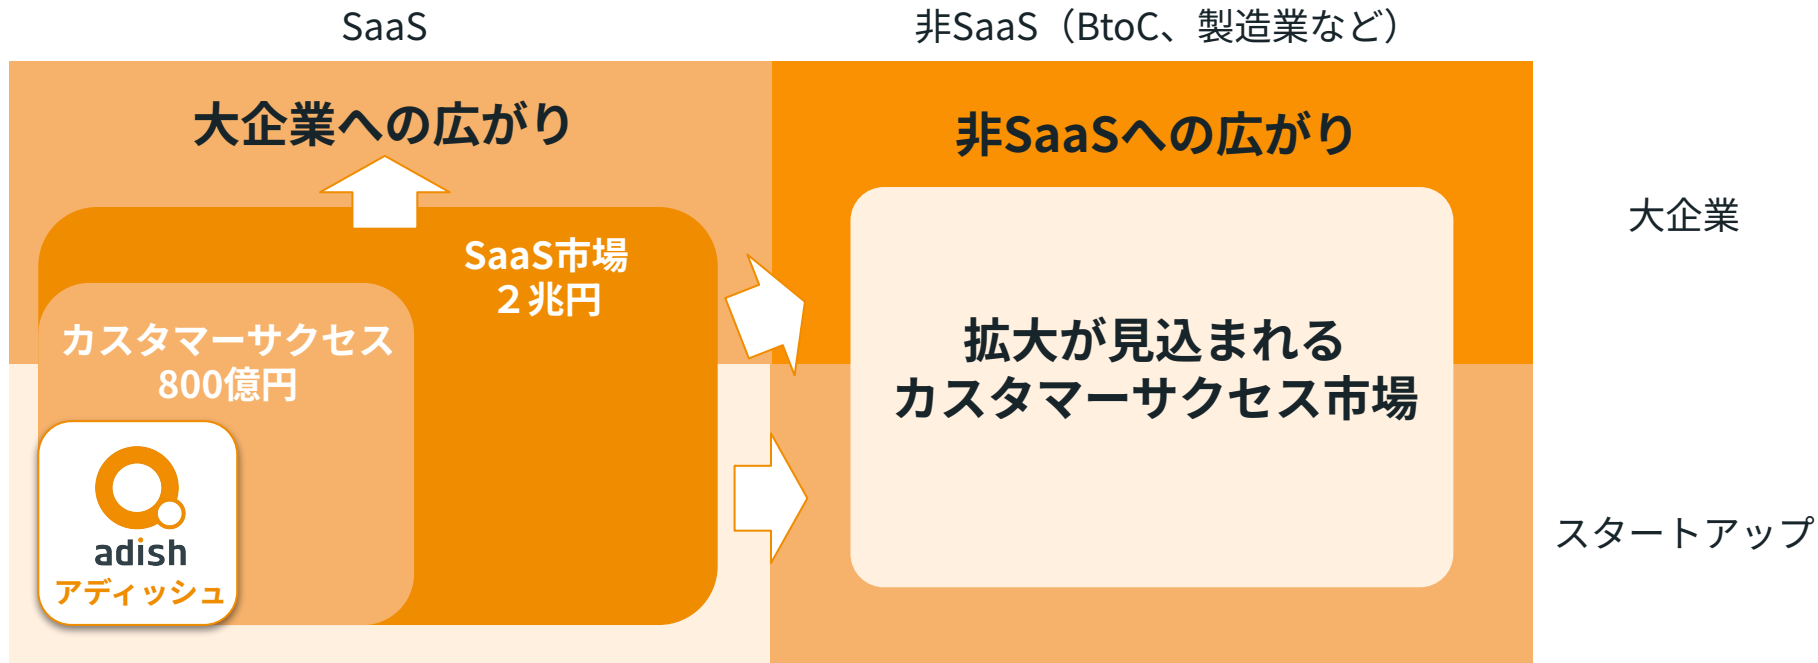 SaaS
非SaaS（BtoC、製造業など）
大企業への広がり
非SaaSへの広がり
大企業
SaaS市場
２兆円
カスタマーサクセス
800億円
拡大が見込まれる
カスタマーサクセス市場
adish
アディッシュ
スタートアップ